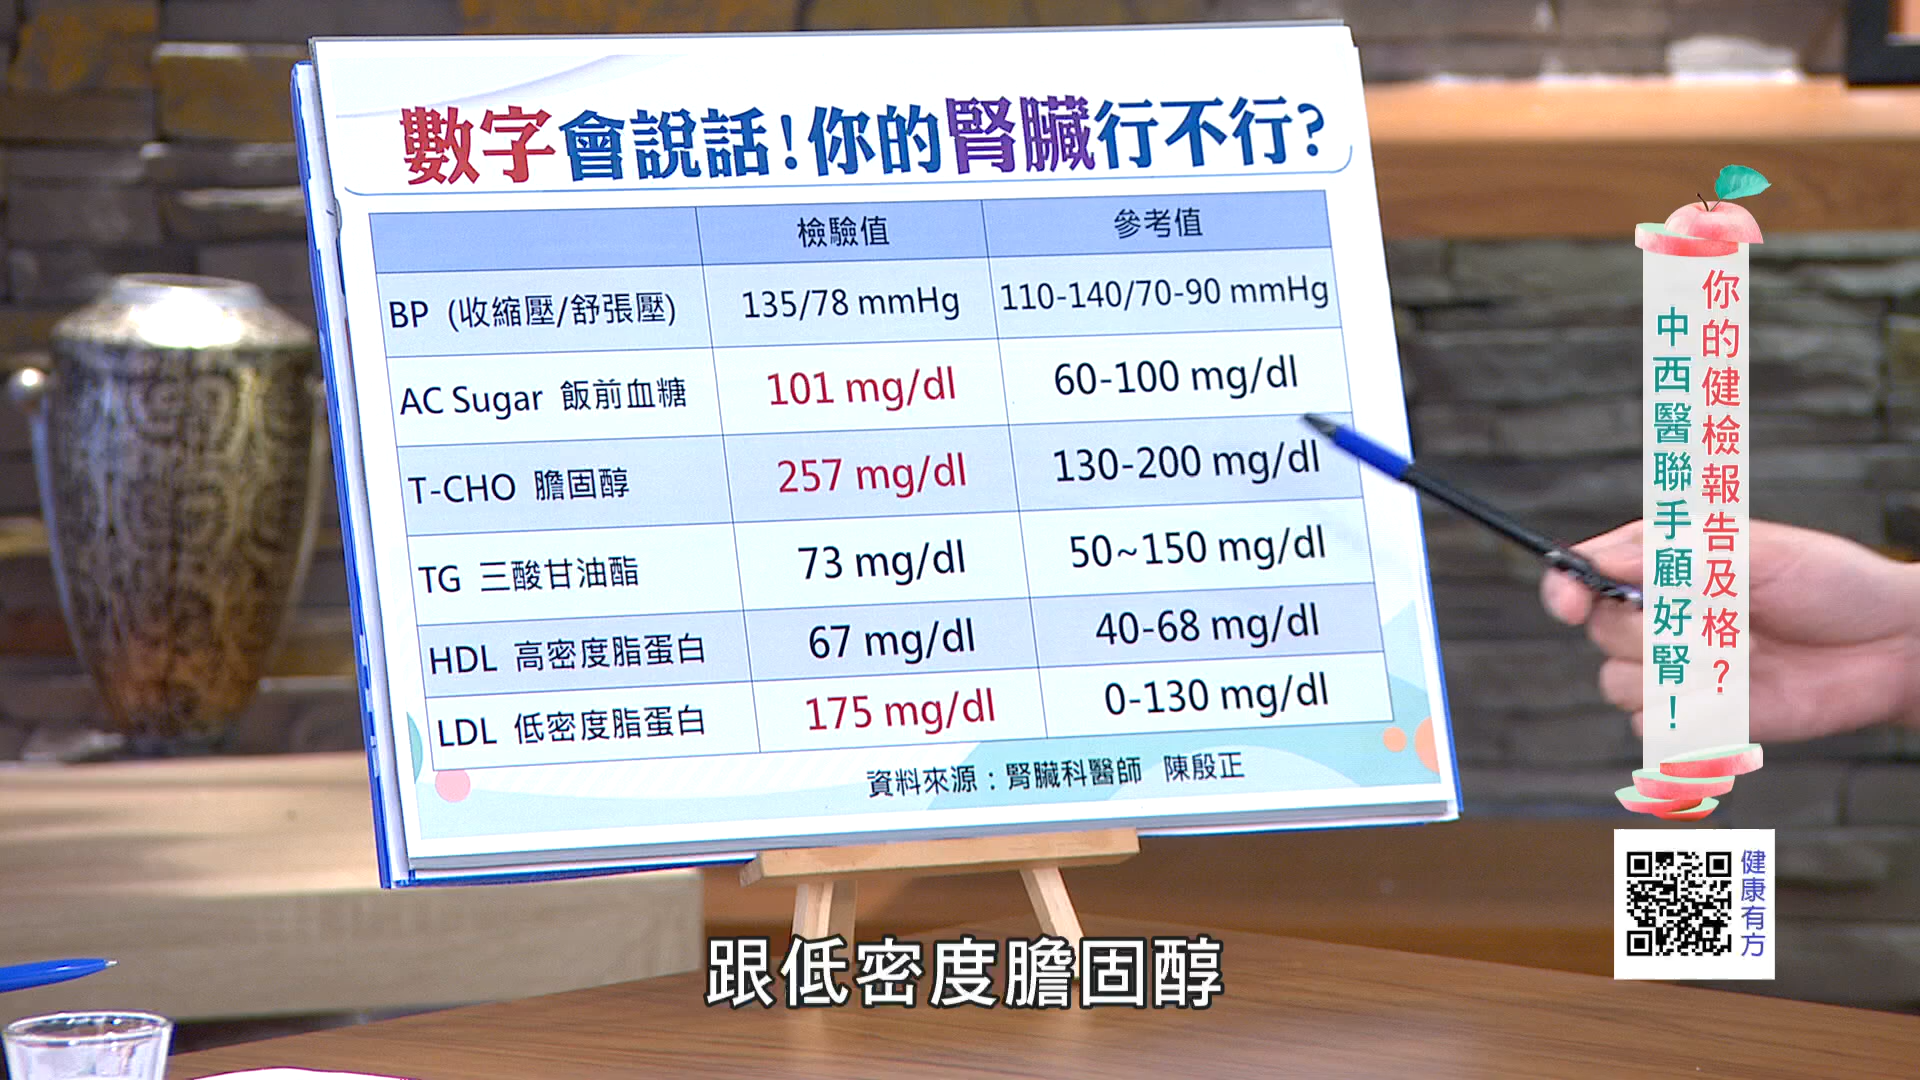 數字會說話!你的腎臟行不行?
檢驗值 參考值
BP (收縮壓/舒張壓) 135/78 mmHg 110-140/70-90 mmHg
AC Sugar 飯前血糖 101 mg/dl 60-100 mg/dl
T-CHO 膽固醇 257 mg/dl 130-200 mg/dl
TG 三酸甘油酯 73 mg/dl 50~150 mg/dl
HDL 高密度脂蛋白 67 mg/dl 40-68 mg/dl
LDL 低密度脂蛋白 175 mg/dl 0-130 mg/dl
資料來源:腎臟科醫師 陳殷正
你的健檢報告及格?
中西醫聯手顧好腎!
健康有方
跟低密度膽固醇